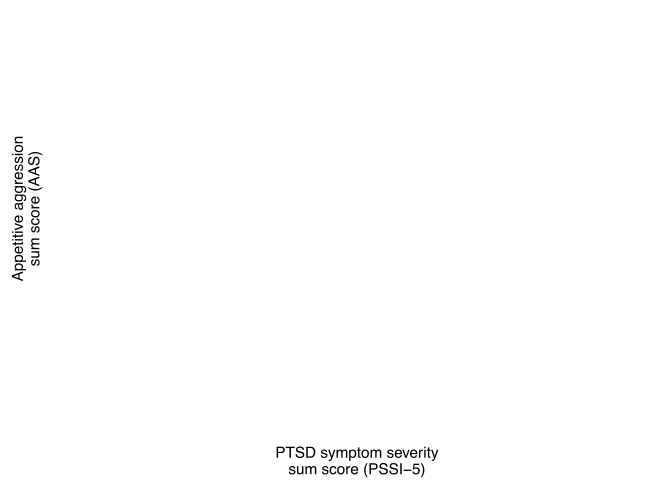 Appetitive aggression
sum score (AAS)
PTSD symptom severity
sum score (PSSI−5)